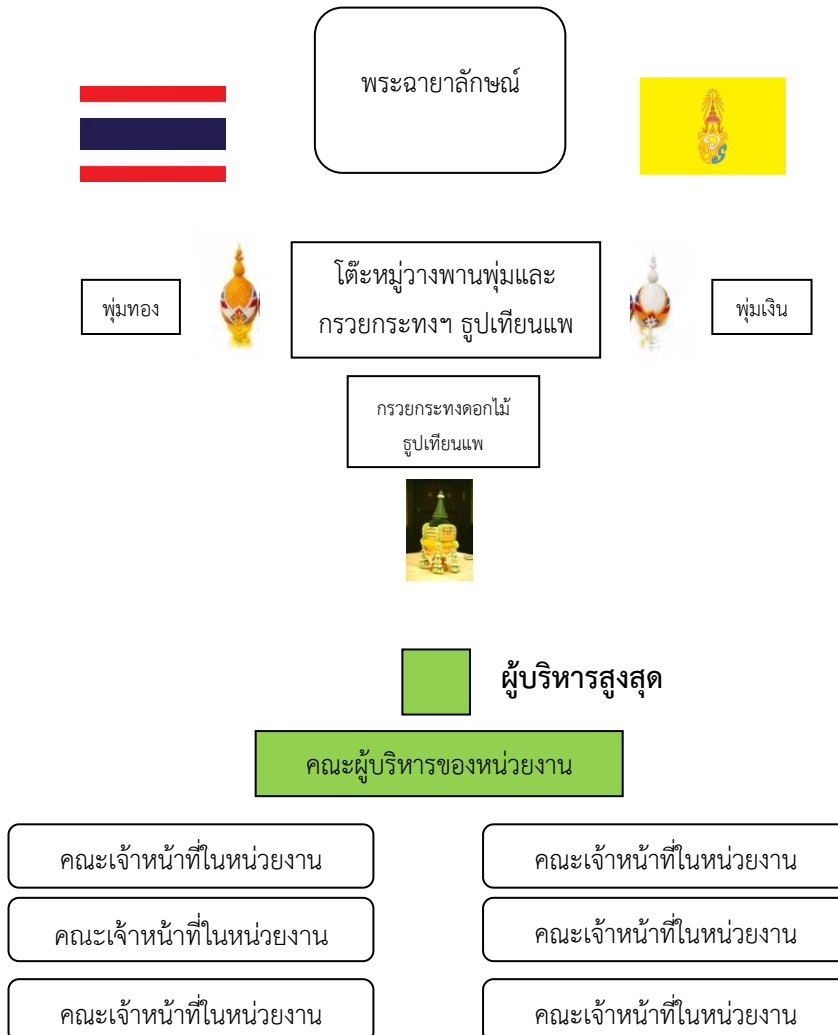 พระฉายาลักษณ์
พุ่มทอง
โต๊ะหมู่วางพานพุ่มและ
กรวยกระทงฯ ธูปเทียนแพ
พุ่มเงิน
กรวยกระทงดอกไม้
ธูปเทียนแพ
ผู้บริหารสูงสุด
คณะผู้บริหารของหน่วยงาน
คณะเจ้าหน้าที่ในหน่วยงาน
คณะเจ้าหน้าที่ในหน่วยงาน
คณะเจ้าหน้าที่ในหน่วยงาน
คณะเจ้าหน้าที่ในหน่วยงาน
คณะเจ้าหน้าที่ในหน่วยงาน
คณะเจ้าหน้าที่ในหน่วยงาน